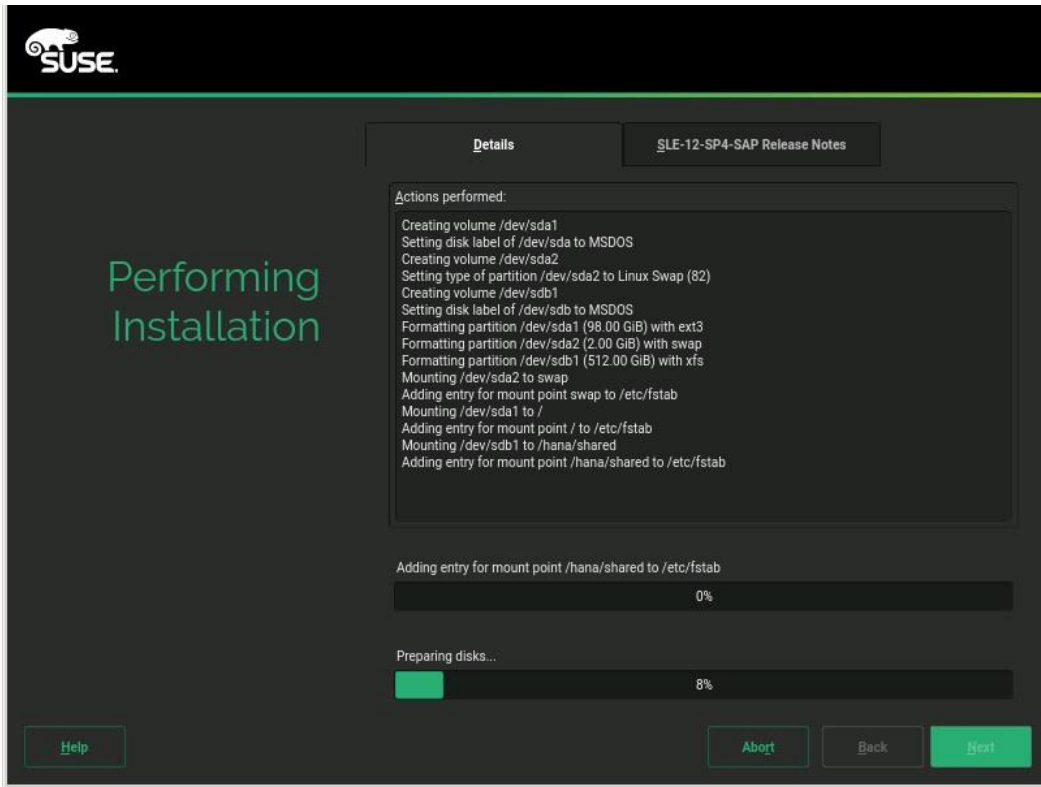 SUSE.
Details
SLE-12-SP4-SAP Release Notes
Performing
Installation
Actions performed:
Creating volume /dev/sda1
Setting disk label of /dev/sda to MSDOS
Creating volume /dev/sda2
Setting type of partition /dev/sda2 to Linux Swap (82)
Creating volume /dev/sdb1
Setting disk label of /dev/sdb to MSDOS
Formatting partition /dev/sda1 (98.00 GiB) with ext3
Formatting partition /dev/sda2 (2.00 GiB) with swap
Formatting partition /dev/sdb1 (512.00 GiB) with xfs
Mounting /dev/sda2 to swap
Adding entry for mount point swap to /etc/fstab
Mounting /dev/sda1 to /
Adding entry for mount point / to /etc/fstab
Mounting /dev/sdb1 to /hana/shared
Adding entry for mount point /hana/shared to /etc/fstab
Adding entry for mount point /hana/shared to /etc/fstab
0%
Preparing disks...
8%
Help
Abort
Back
Next